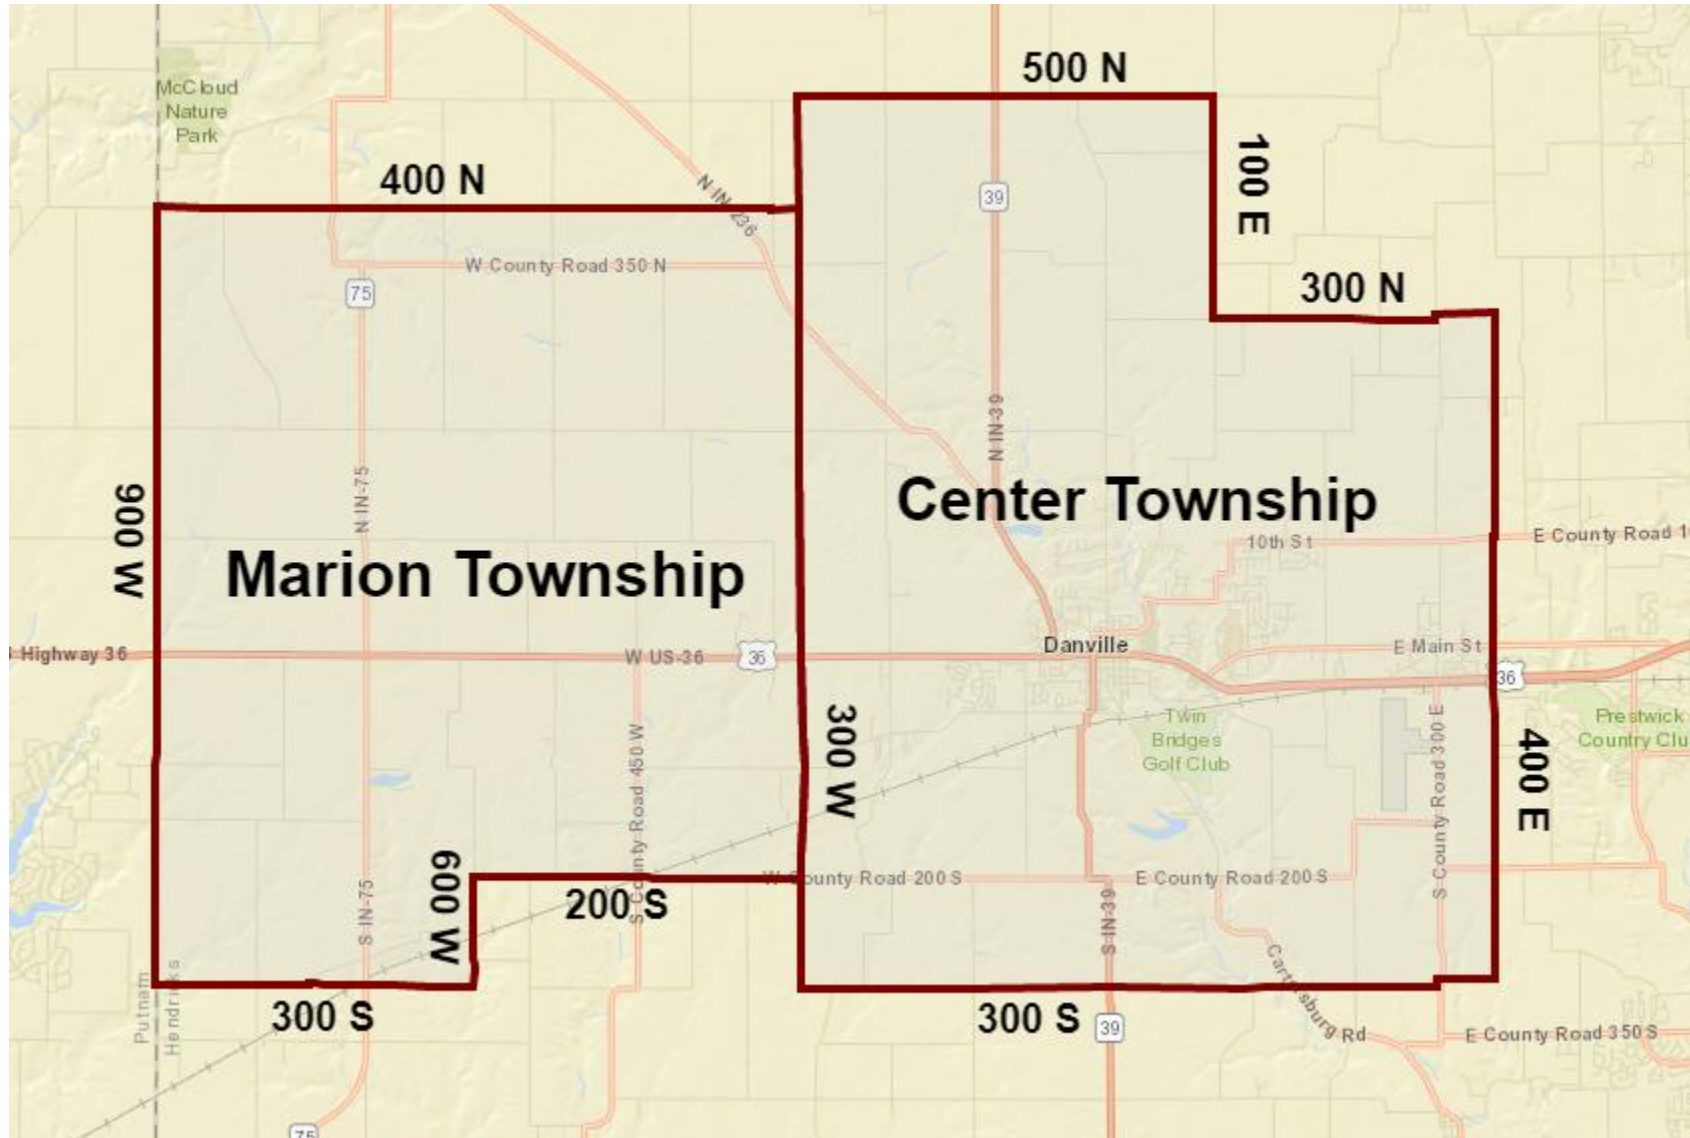 McCloud
Nature
Park
500 N
100 E
400 N
N IN-236
39
W County Road 350 N
75
300 N
N IN-39
N IN-75
900 W
Center Township
10th St
E County Road 1
Marion Township
Highway 36
W US-36
36
Danville
E Main St
36
300 W
Twin
Bridges
Golf Club
S County Road 450 W
S County Road 300 E
Prestwick
Country Clu
400 E
600 W
200 S
W County Road 200 S
E County Road 200 S
S IN-75
S IN-39
Cartersburg Rd
Putnam
Hendricks
300 S
300 S
39
E County Road 350 S
75